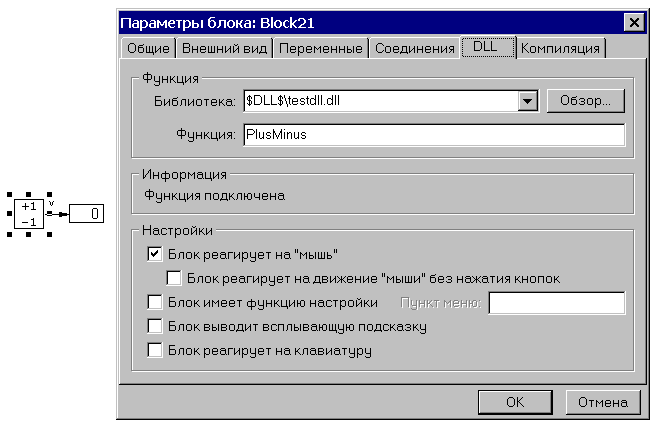 Параметры блока: Block21
Общие Внешний вид Переменные Соединения DLL Компиляция
Функция
Библиотека: $DLL$\testdll.dll Обзор...
Функция: PlusMinus
Информация
Функция подключена
+1 v 0
−1
Настройки
Блок реагирует на "мышь"
Блок реагирует на движение "мыши" без нажатия кнопок
Блок имеет функцию настройки Пункт меню:
Блок выводит всплывающую подсказку
Блок реагирует на клавиатуру
OK Отмена